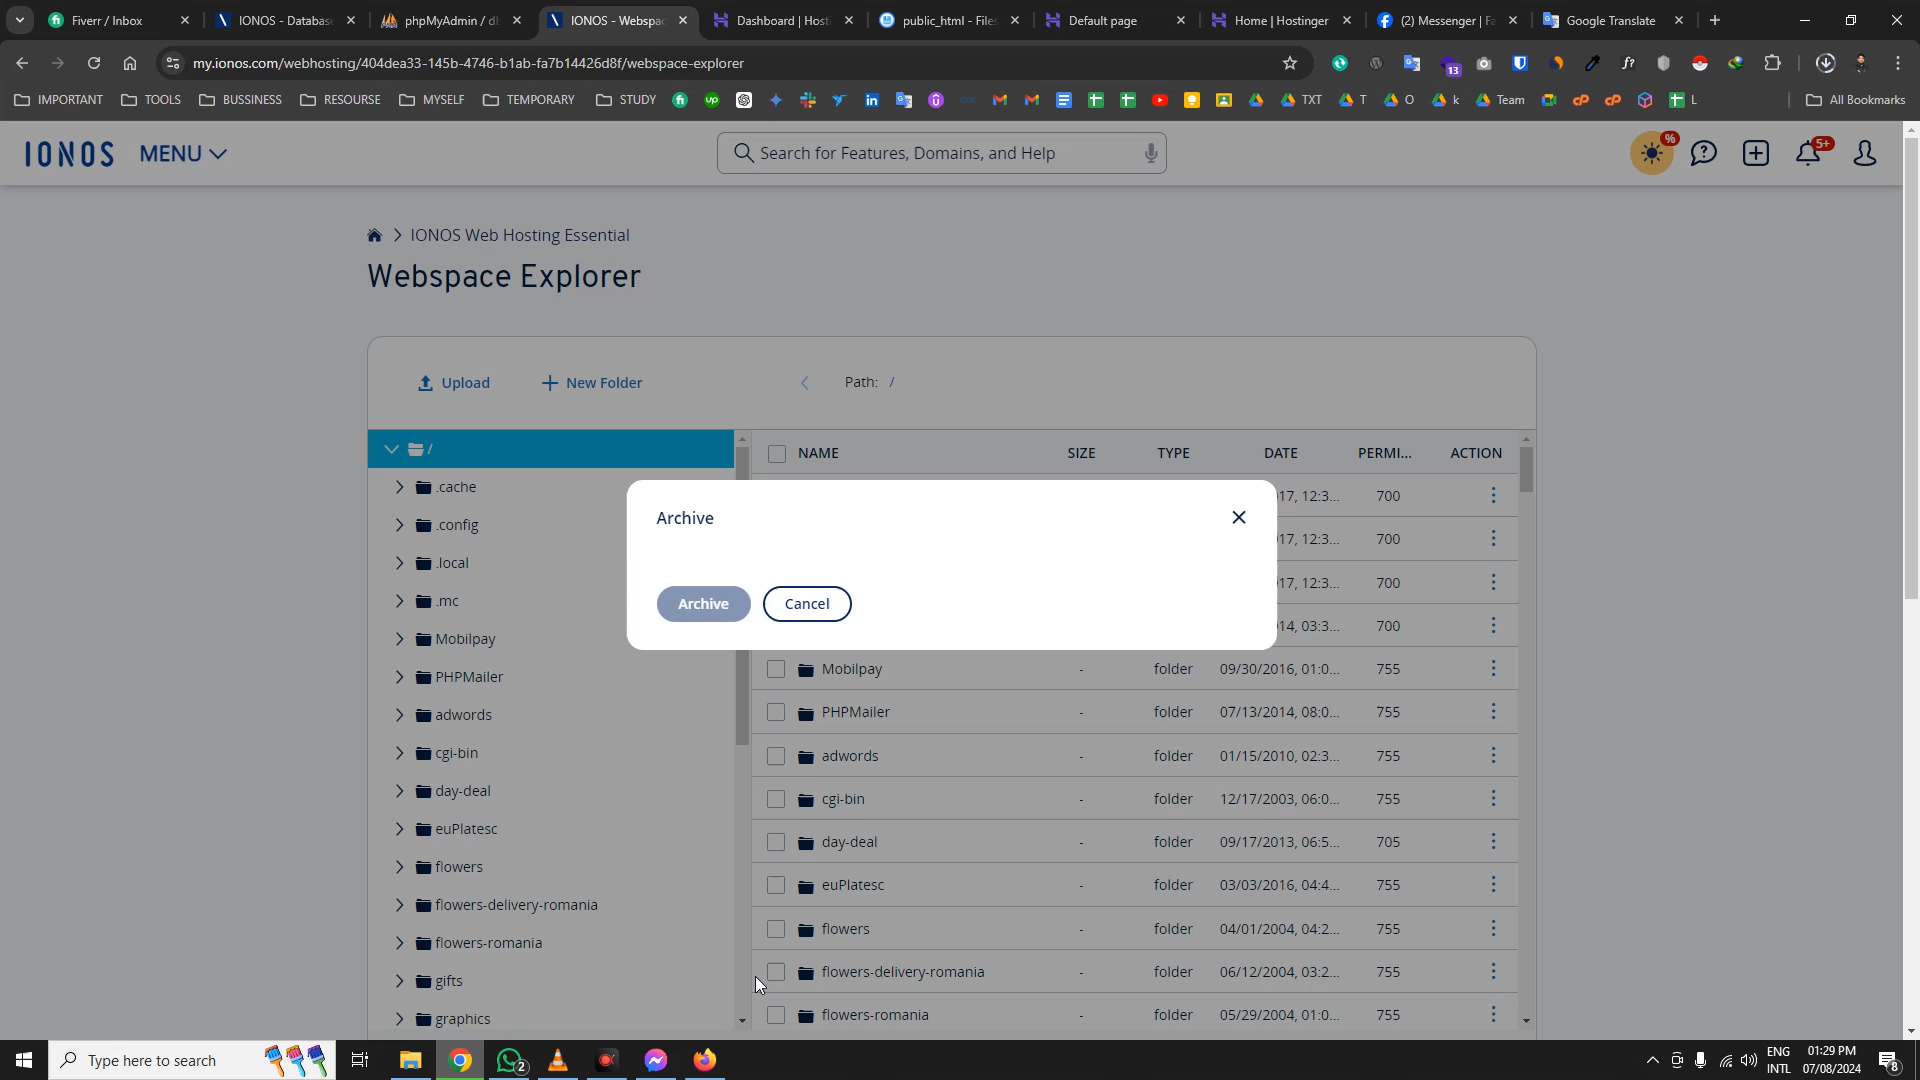 Fiverr / Inbox
IONOS - Databas
phpMyAdmin / db
IONOS - Webspac
Dashboard | Host
public_html - Files
Default page
Home | Hostinger
(2) Messenger | Fa
Google Translate
my.ionos.com/webhosting/404dea33-145b-4746-b1ab-fa7b14426d8f/webspace-explorer
13
IMPORTANT
TOOLS
BUSSINESS
RESOURSE
MYSELF
TEMPORARY
STUDY
TXT
T
O
k
Team
L
All Bookmarks
IONOS
MENU
Search for Features, Domains, and Help
%
5+
IONOS Web Hosting Essential
Webspace Explorer
Upload
New Folder
Path: /
/
NAME SIZE TYPE DATE PERMI... ACTION
.cache
.config
.local
.mc
Mobilpay
PHPMailer
adwords
cgi-bin
day-deal
euPlatesc
flowers
flowers-delivery-romania
flowers-romania
gifts
graphics
17, 12:3... 700
17, 12:3... 700
17, 12:3... 700
14, 03:3... 700
Archive
Archive
Cancel
Mobilpay - folder 09/30/2016, 01:0... 755
PHPMailer - folder 07/13/2014, 08:0... 755
adwords - folder 01/15/2010, 02:3... 755
cgi-bin - folder 12/17/2003, 06:0... 755
day-deal - folder 09/17/2013, 06:5... 705
euPlatesc - folder 03/03/2016, 04:4... 755
flowers - folder 04/01/2004, 04:2... 755
flowers-delivery-romania - folder 06/12/2004, 03:2... 755
flowers-romania - folder 05/29/2004, 01:0... 755
Type here to search
2
ENG
INTL
01:29 PM
07/08/2024
8